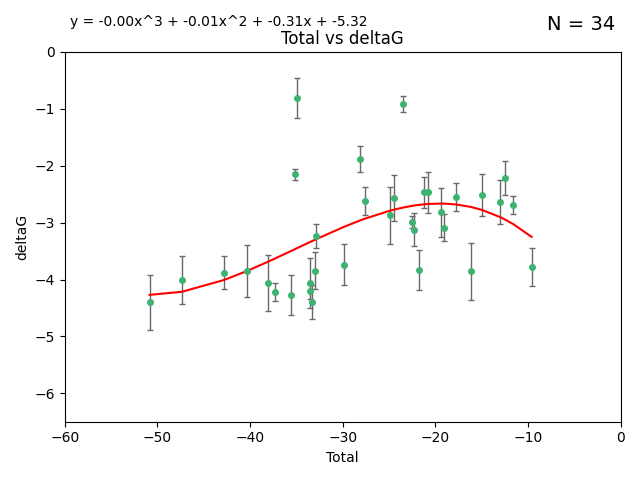 y = -0.00x^3 + -0.01x^2 + -0.31x + -5.32
N = 34
Total vs deltaG
0
−1
−2
−3
−4
−5
−6
deltaG
−60 −50 −40 −30 −20 −10 0
Total